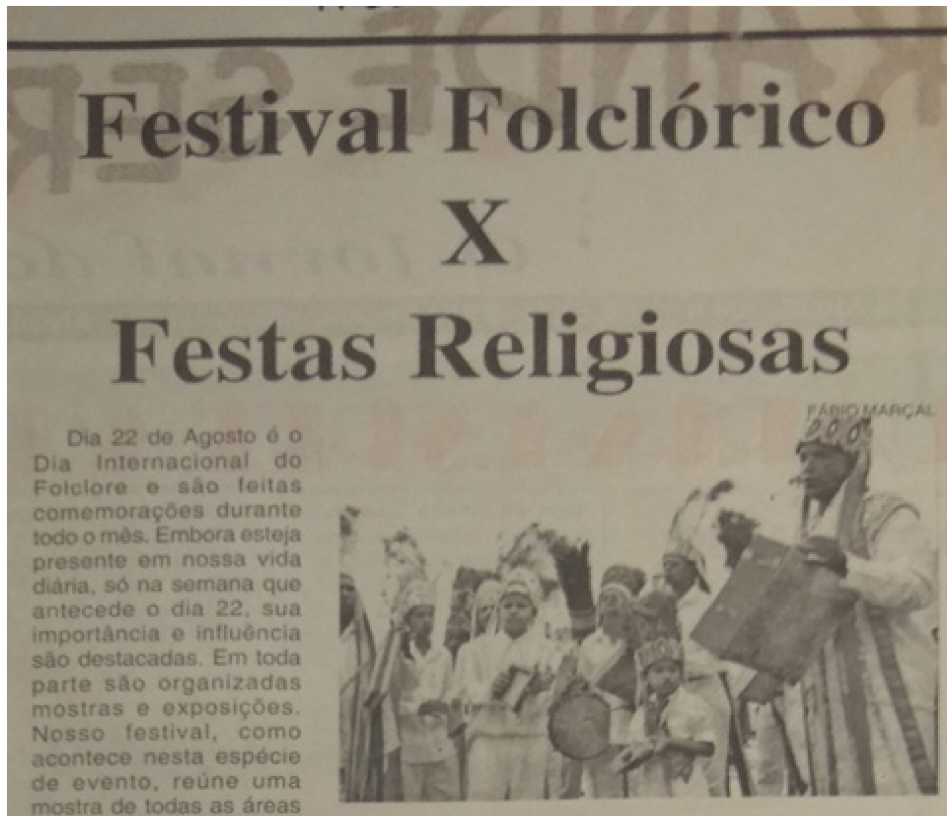 Festival Folclórico
X
Festas Religiosas
FÁBIO MARÇAL
Dia 22 de Agosto é o
Dia Internacional do
Folclore e são feitas
comemorações durante
todo o mês. Embora esteja
presente em nossa vida
diária, só na semana que
antecede o dia 22, sua
importância e influência
são destacadas. Em toda
parte são organizadas
mostras e exposições.
Nosso festival, como
acontece nesta espécie
de evento, reúne uma
mostra de todas as áreas